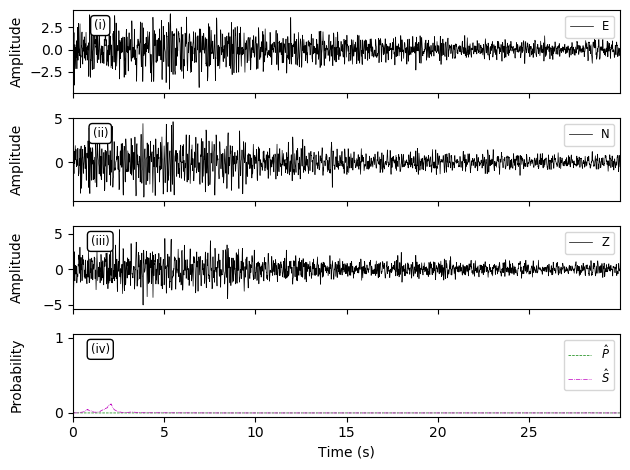 (i)
E
Amplitude
2.5
0.0
−2.5
(ii)
N
Amplitude
5
0
(iii)
Z
Amplitude
5
0
−5
(iv)
P̂
Ŝ
Probability
1
0
0 5 10 15 20 25
Time (s)